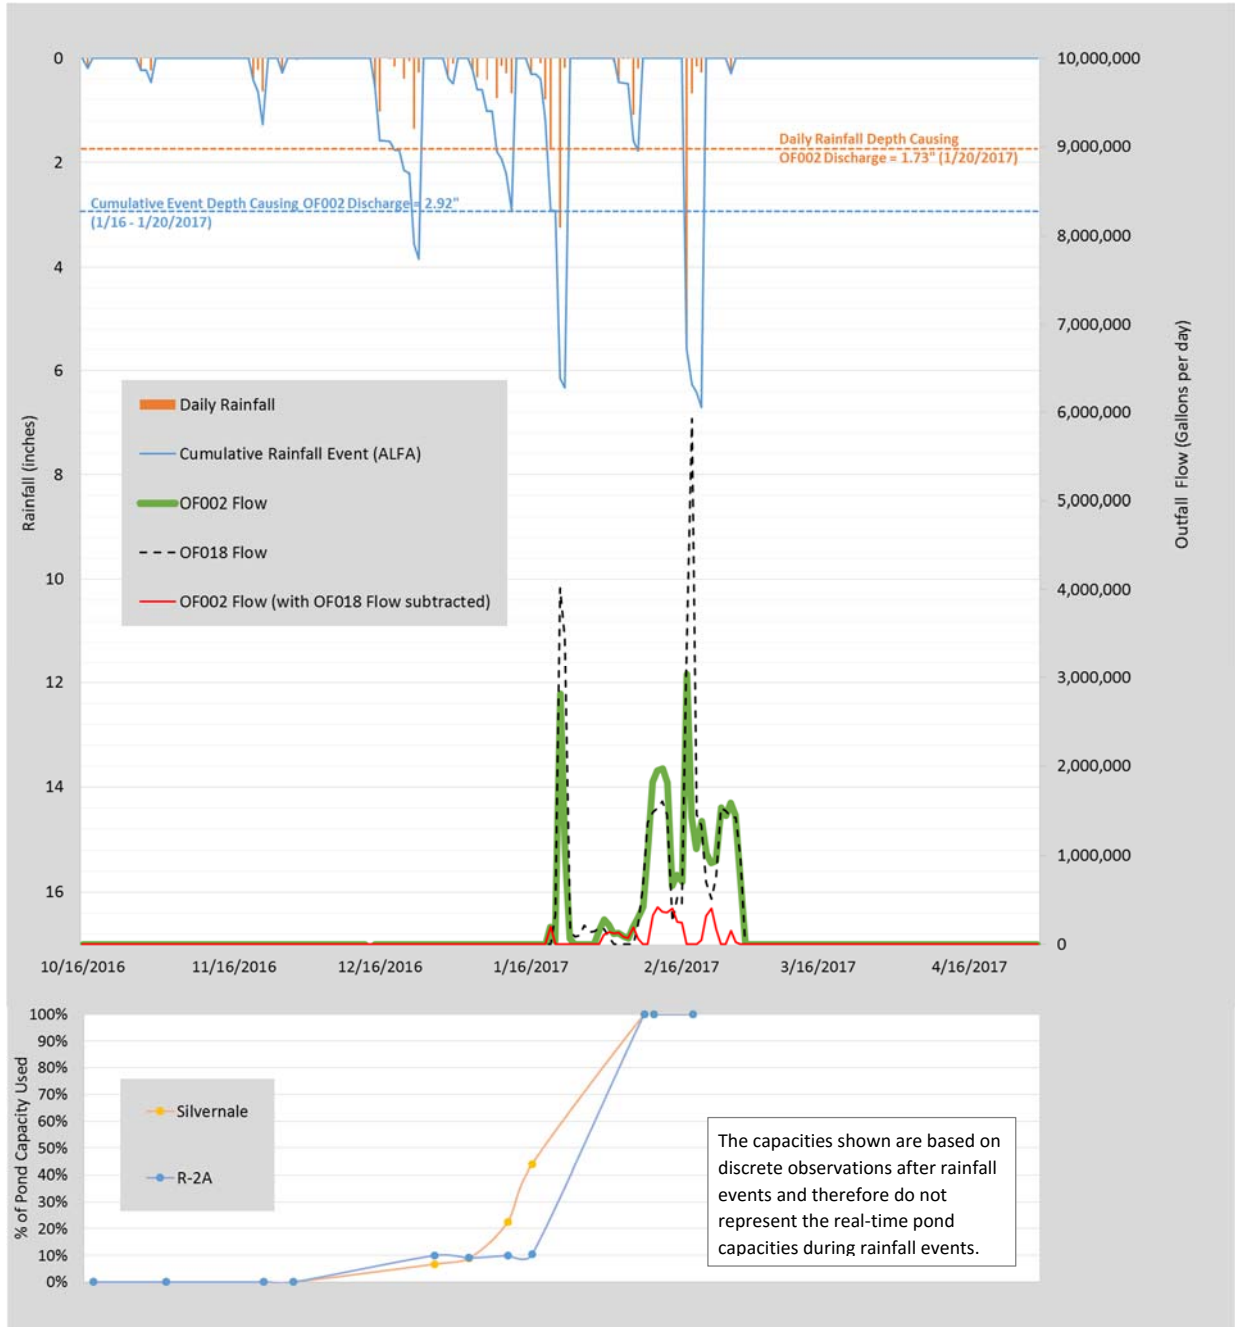 0
2
4
6
8
10
12
14
16
Rainfall (inches)
10,000,000
9,000,000
8,000,000
7,000,000
6,000,000
5,000,000
4,000,000
3,000,000
2,000,000
1,000,000
0
Outfall Flow (Gallons per day)
Daily Rainfall Depth Causing
OF002 Discharge = 1.73" (1/20/2017)
Cumulative Event Depth Causing OF002 Discharge = 2.92"
(1/16 - 1/20/2017)
Daily Rainfall
Cumulative Rainfall Event (ALFA)
OF002 Flow
OF018 Flow
OF002 Flow (with OF018 Flow subtracted)
10/16/2016
11/16/2016
12/16/2016
1/16/2017
2/16/2017
3/16/2017
4/16/2017
100%
90%
80%
70%
60%
50%
40%
30%
20%
10%
0%
% of Pond Capacity Used
Silvernale
R-2A
The capacities shown are based on
discrete observations after rainfall
events and therefore do not
represent the real-time pond
capacities during rainfall events.